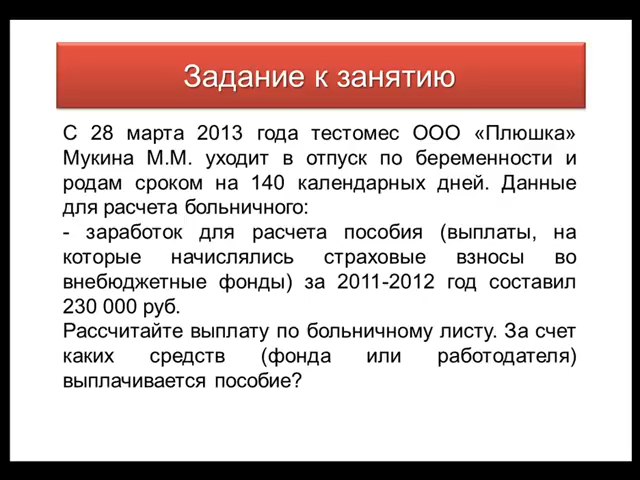 Задание к занятию
С 28 марта 2013 года тестомес ООО «Плюшка»
Мукина М.М. уходит в отпуск по беременности и
родам сроком на 140 календарных дней. Данные
для расчета больничного:
- заработок для расчета пособия (выплаты, на
которые начислялись страховые взносы во
внебюджетные фонды) за 2011-2012 год составил
230 000 руб.
Рассчитайте выплату по больничному листу. За счет
каких средств (фонда или работодателя)
выплачивается пособие?